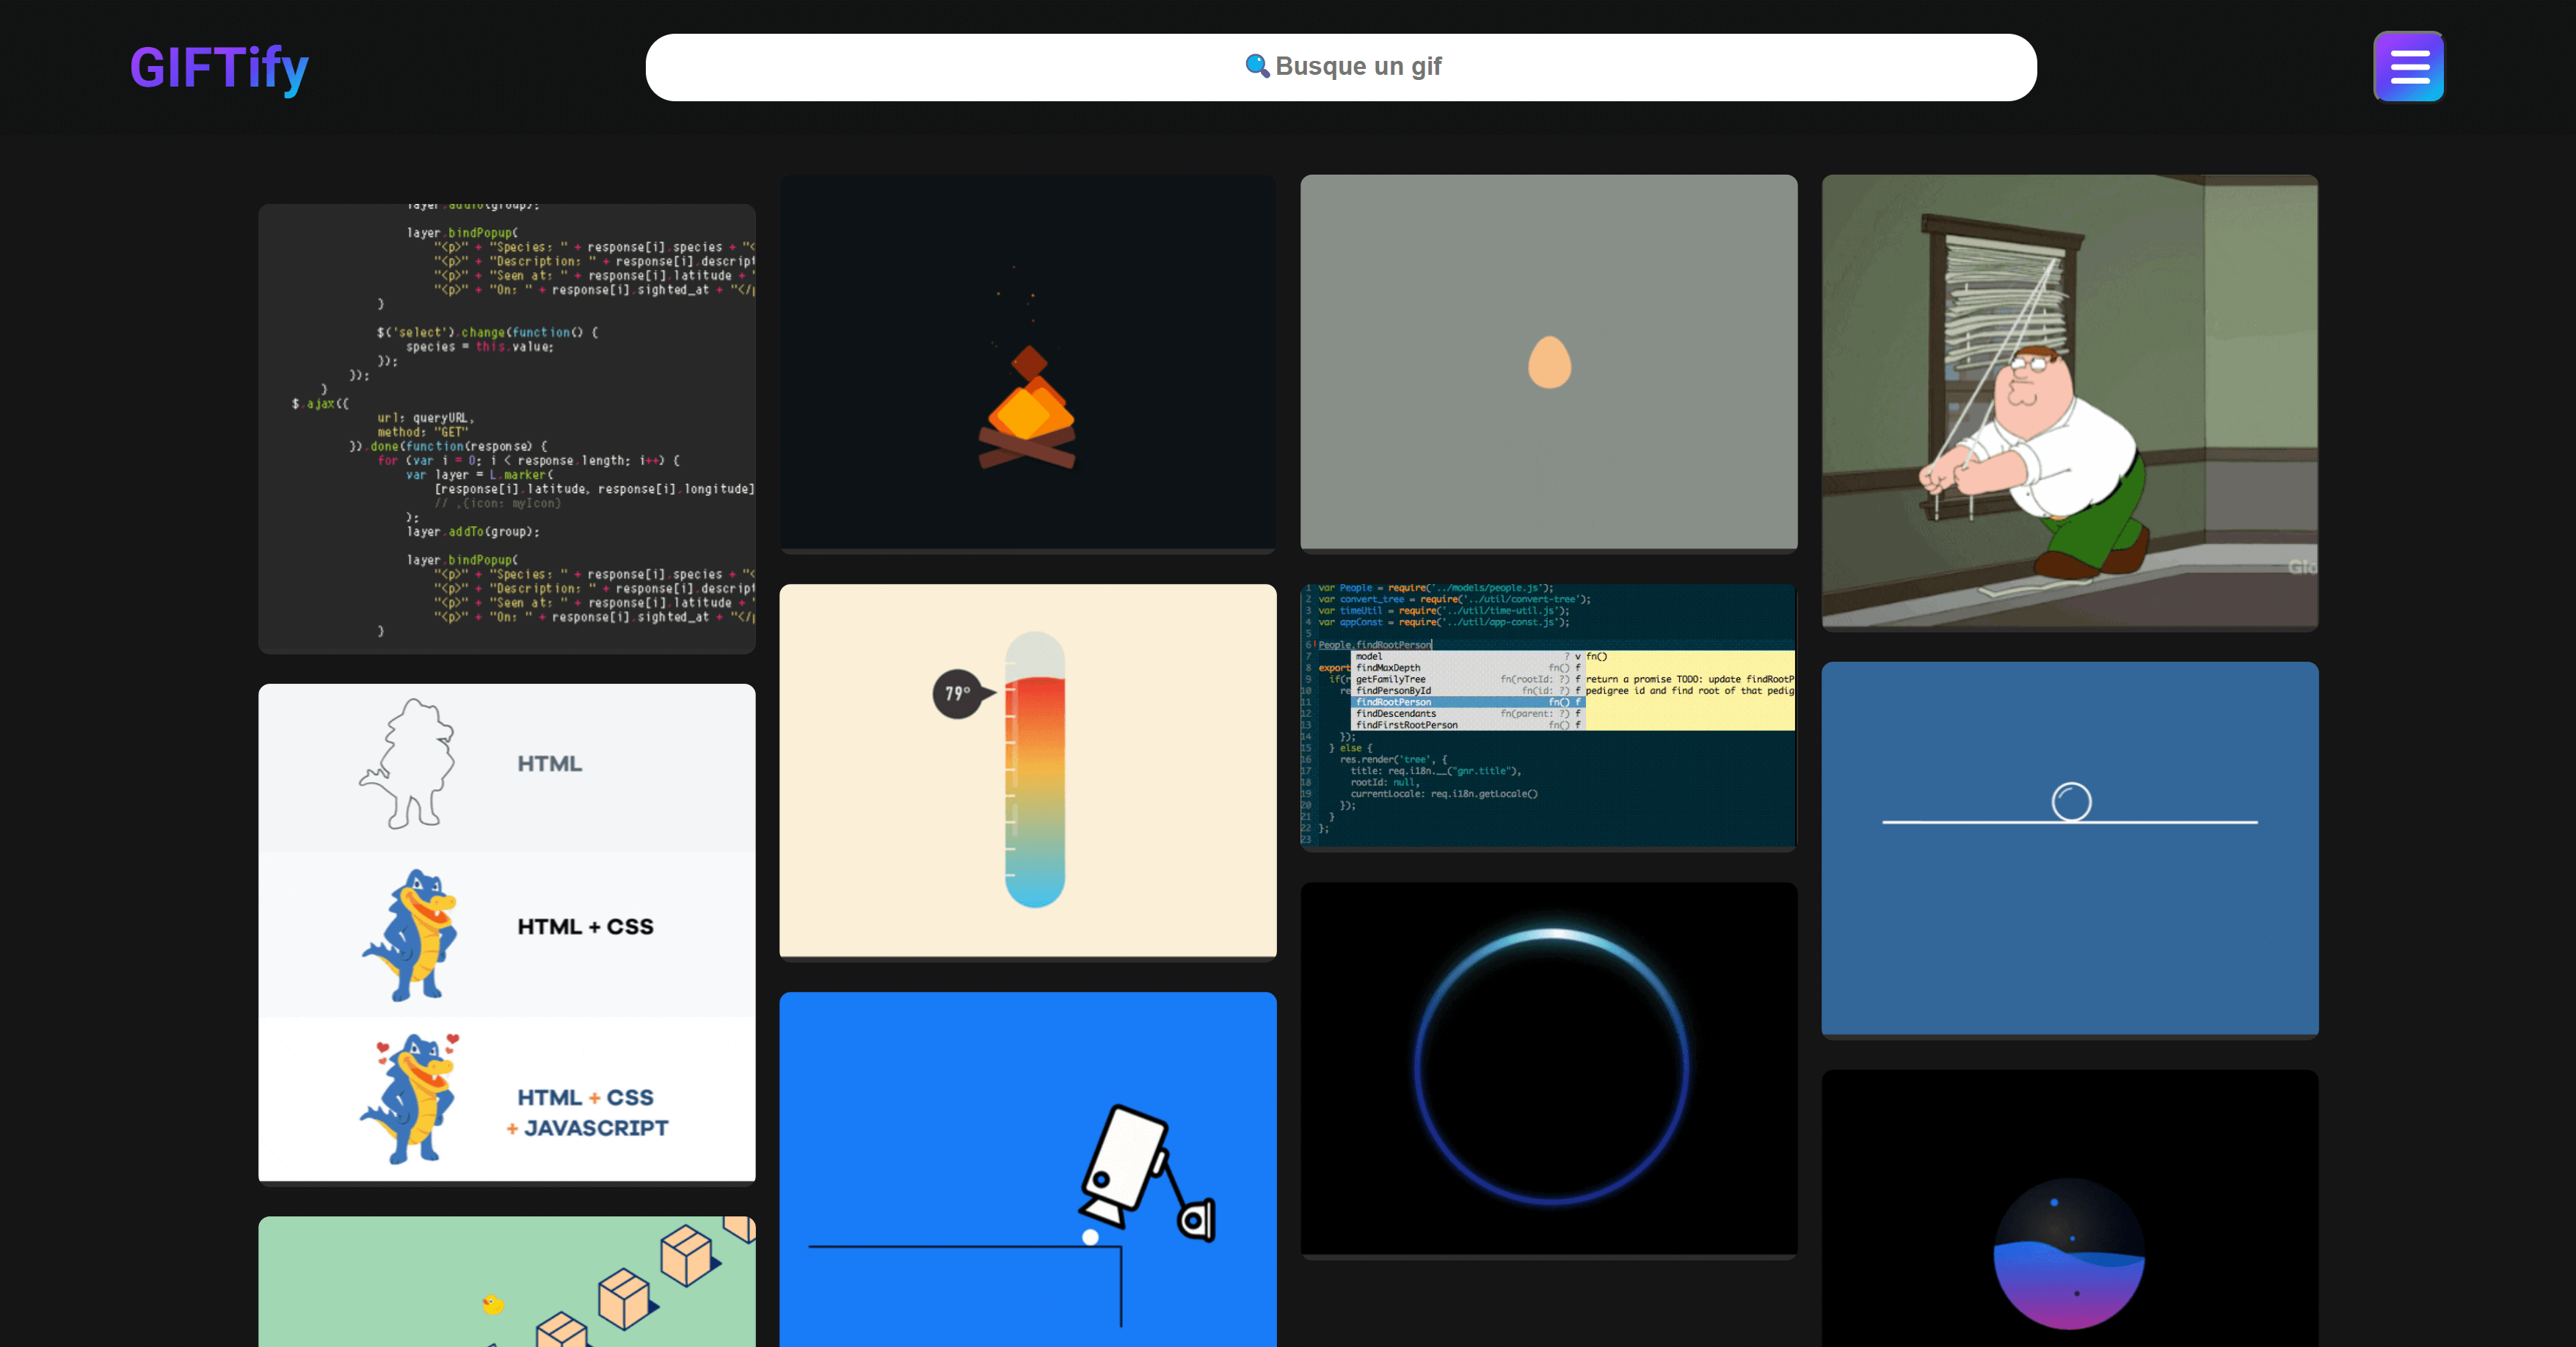 GIFTify
🔍 Busque un gif
layer.addTo(group);
layer.bindPopup(
"<p>" + "Species: " + response[i].species + "<
"<p>" + "Description: " + response[i].descript
"<p>" + "Seen at: " + response[i].latitude + "
"<p>" + "On: " + response[i].sighted_at + "</p
}
$('select').change(function() {
species = this.value;
});
});
}
$.ajax({
url: queryURL,
method: "GET"
}).done(function(response) {
for (var i = 0; i < response.length; i++) {
var layer = L.marker(
[response[i].latitude, response[i].longitude]
// ,{icon: myIcon}
);
layer.addTo(group);
layer.bindPopup(
"<p>" + "Species: " + response[i].species + "<
"<p>" + "Description: " + response[i].descript
"<p>" + "Seen at: " + response[i].latitude + "
"<p>" + "On: " + response[i].sighted_at + "</p
}
HTML
HTML + CSS
HTML + CSS
+ JAVASCRIPT
79°
1 var People = require('../models/people.js');
2 var convert_tree = require('../util/convert-tree');
3 var timeUtil = require('../util/time-util.js');
4 var appConst = require('../util/app-const.js');
5
6 People.findRootPerson
7 model ? v fn()
8 export findMaxDepth fn() f
9 if(r getFamilyTree fn(rootId: ?) f return a promise TODO: update findRootP
10 re findPersonById fn(id: ?) f pedigree id and find root of that pedig
11 findRootPerson fn() f
12 findDescendants fn(parent: ?) f
13 findFirstRootPerson fn() f
14 });
15 } else {
16 res.render('tree', {
17 title: req.i18n.__("gnr.title"),
18 rootId: null,
19 currentLocale: req.i18n.getLocale()
20 });
21 }
22 };
23
Glo